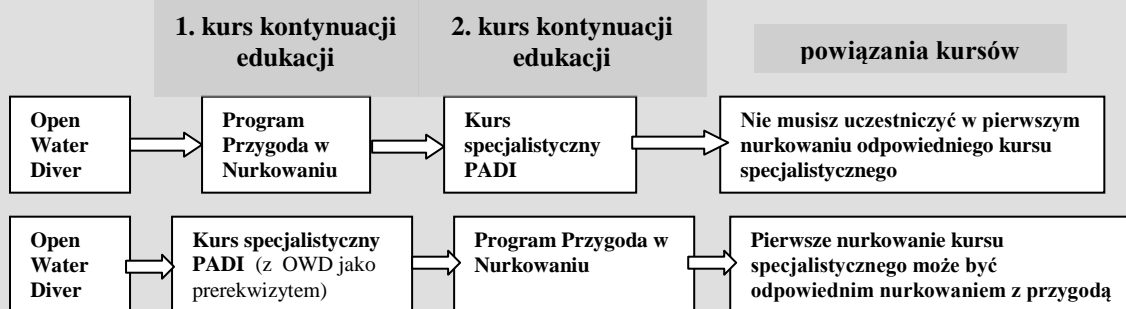 1. kurs kontynuacji
edukacji
2. kurs kontynuacji
edukacji
powiązania kursów
Open
Water
Diver
Program
Przygoda w
Nurkowaniu
Kurs
specjalistyczny
PADI
Nie musisz uczestniczyć w pierwszym
nurkowaniu odpowiedniego kursu
specjalistycznego
Open
Water
Diver
Kurs specjalistyczny
PADI (z OWD jako
prerekwizytem)
Program Przygoda w
Nurkowaniu
Pierwsze nurkowanie kursu
specjalistycznego może być
odpowiednim nurkowaniem z przygodą